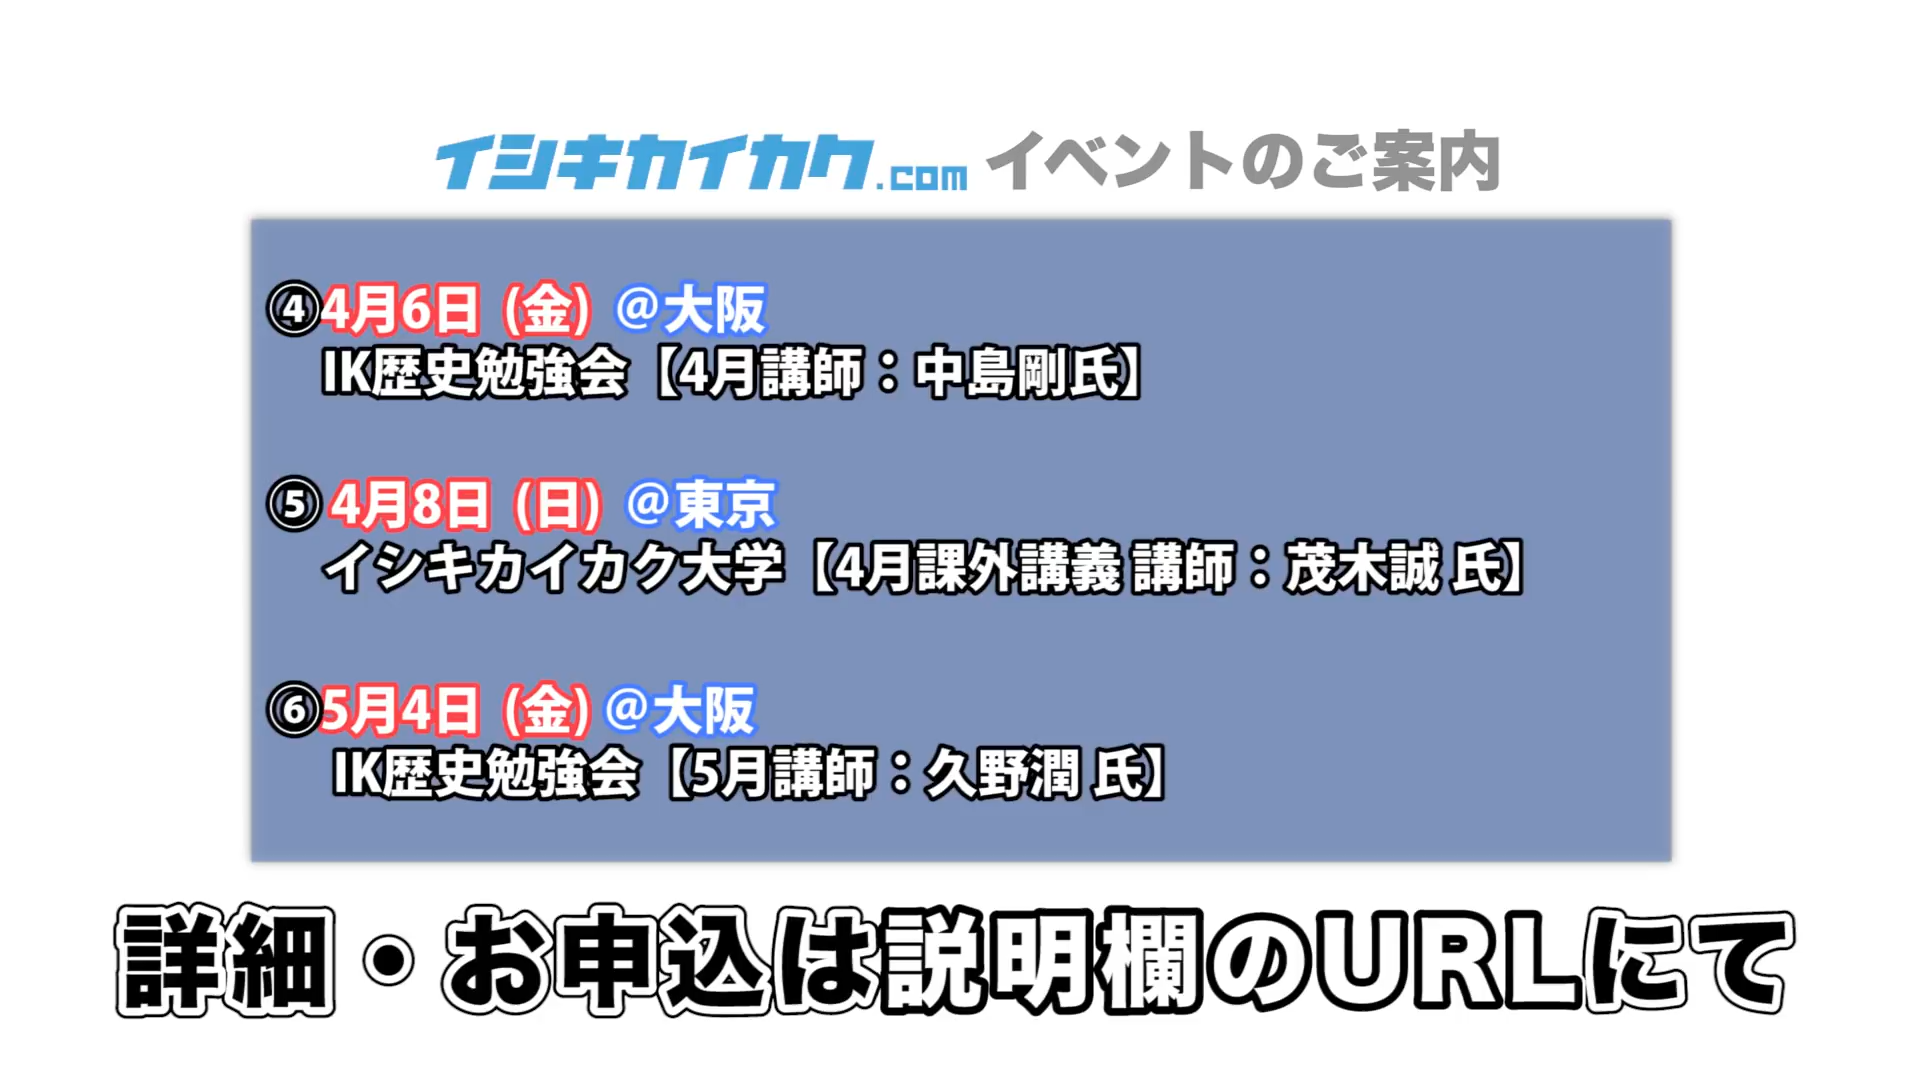 イシキカイカク.com イベントのご案内
④4月6日（金）＠大阪
IK歴史勉強会【4月講師：中島剛氏】
⑤4月8日（日）＠東京
イシキカイカク大学【4月課外講義 講師：茂木誠 氏】
⑥5月4日（金）＠大阪
IK歴史勉強会【5月講師：久野潤 氏】
詳細・お申込は説明欄のURLにて